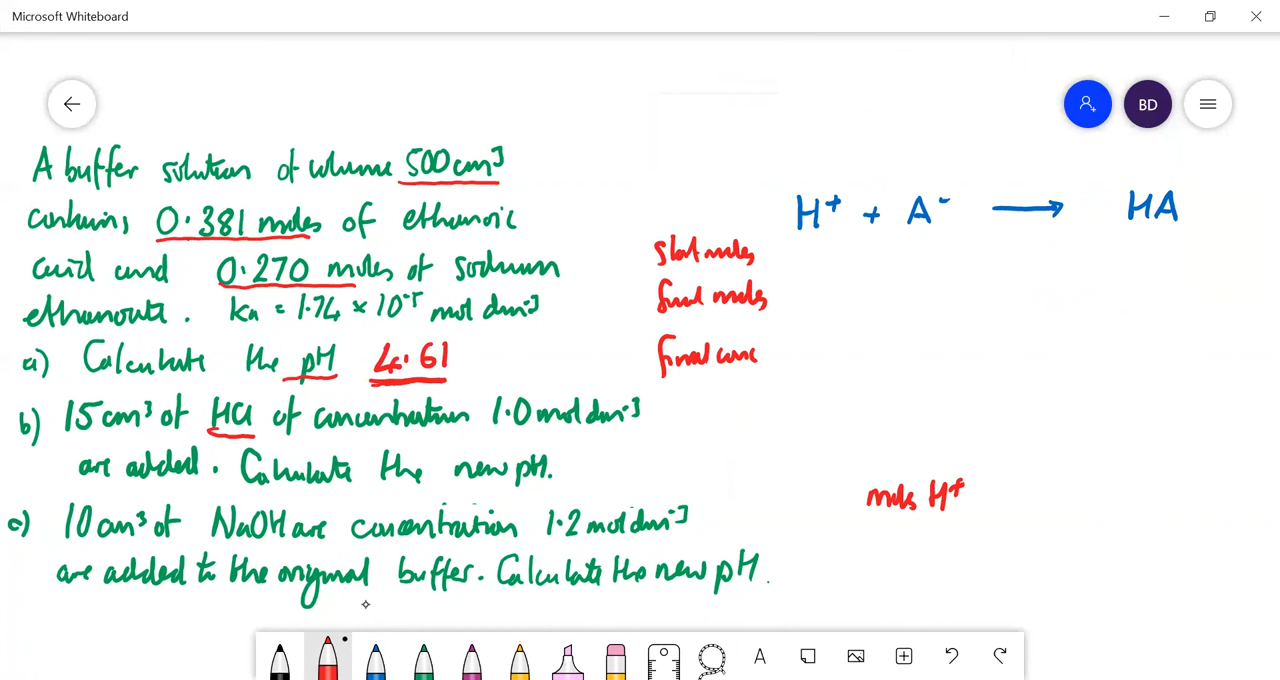 Microsoft Whiteboard
BD
A buffer solution of volume 500cm³
contains 0.381 moles of ethanoic
acid and 0.270 moles of sodium
ethanoate. Ka = 1.74 × 10⁻⁵ mol dm⁻³
a) Calculate the pH 4.61
b) 15cm³ of HCl of concentration 1.0 mol dm⁻³
are added. Calculate the new pH.
c) 10cm³ of NaOH are concentration 1.2 mol dm⁻³
are added to the original buffer. Calculate the new pH.
H⁺ + A⁻ → HA
start moles
final moles
final conc
moles H⁺
A